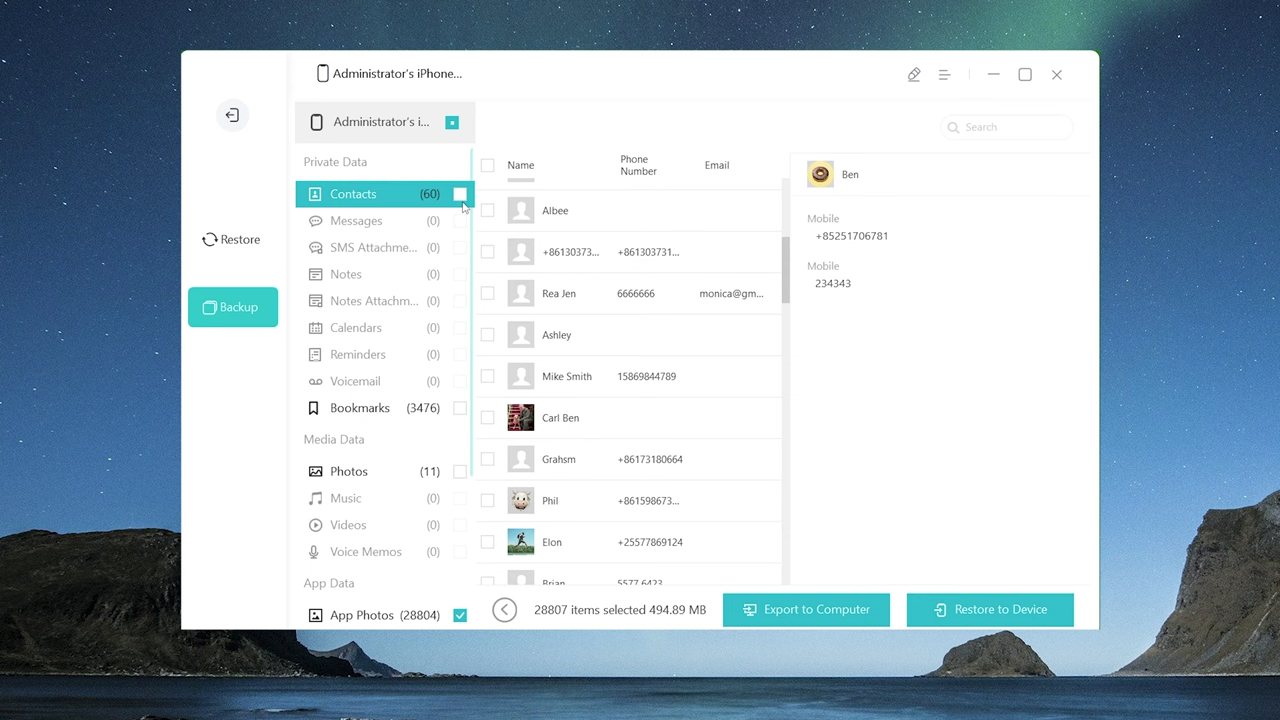 Administrator's iPhone...
Administrator's i...
Search
Restore
Backup
Private Data
Contacts (60)
Messages (0)
SMS Attachme... (0)
Notes (0)
Notes Attachm... (0)
Calendars (0)
Reminders (0)
Voicemail (0)
Bookmarks (3476)
Media Data
Photos (11)
Music (0)
Videos (0)
Voice Memos (0)
App Data
App Photos (28804)
Name Phone Number Email
Albee
+86130373... +861303731...
Rea Jen 6666666 monica@gm...
Ashley
Mike Smith 15869844789
Carl Ben
Grahsm +86173180664
Phil +861598673...
Elon +25577869124
Brian 5577 6423
Ben
Mobile
+85251706781
Mobile
234343
28807 items selected 494.89 MB
Export to Computer
Restore to Device